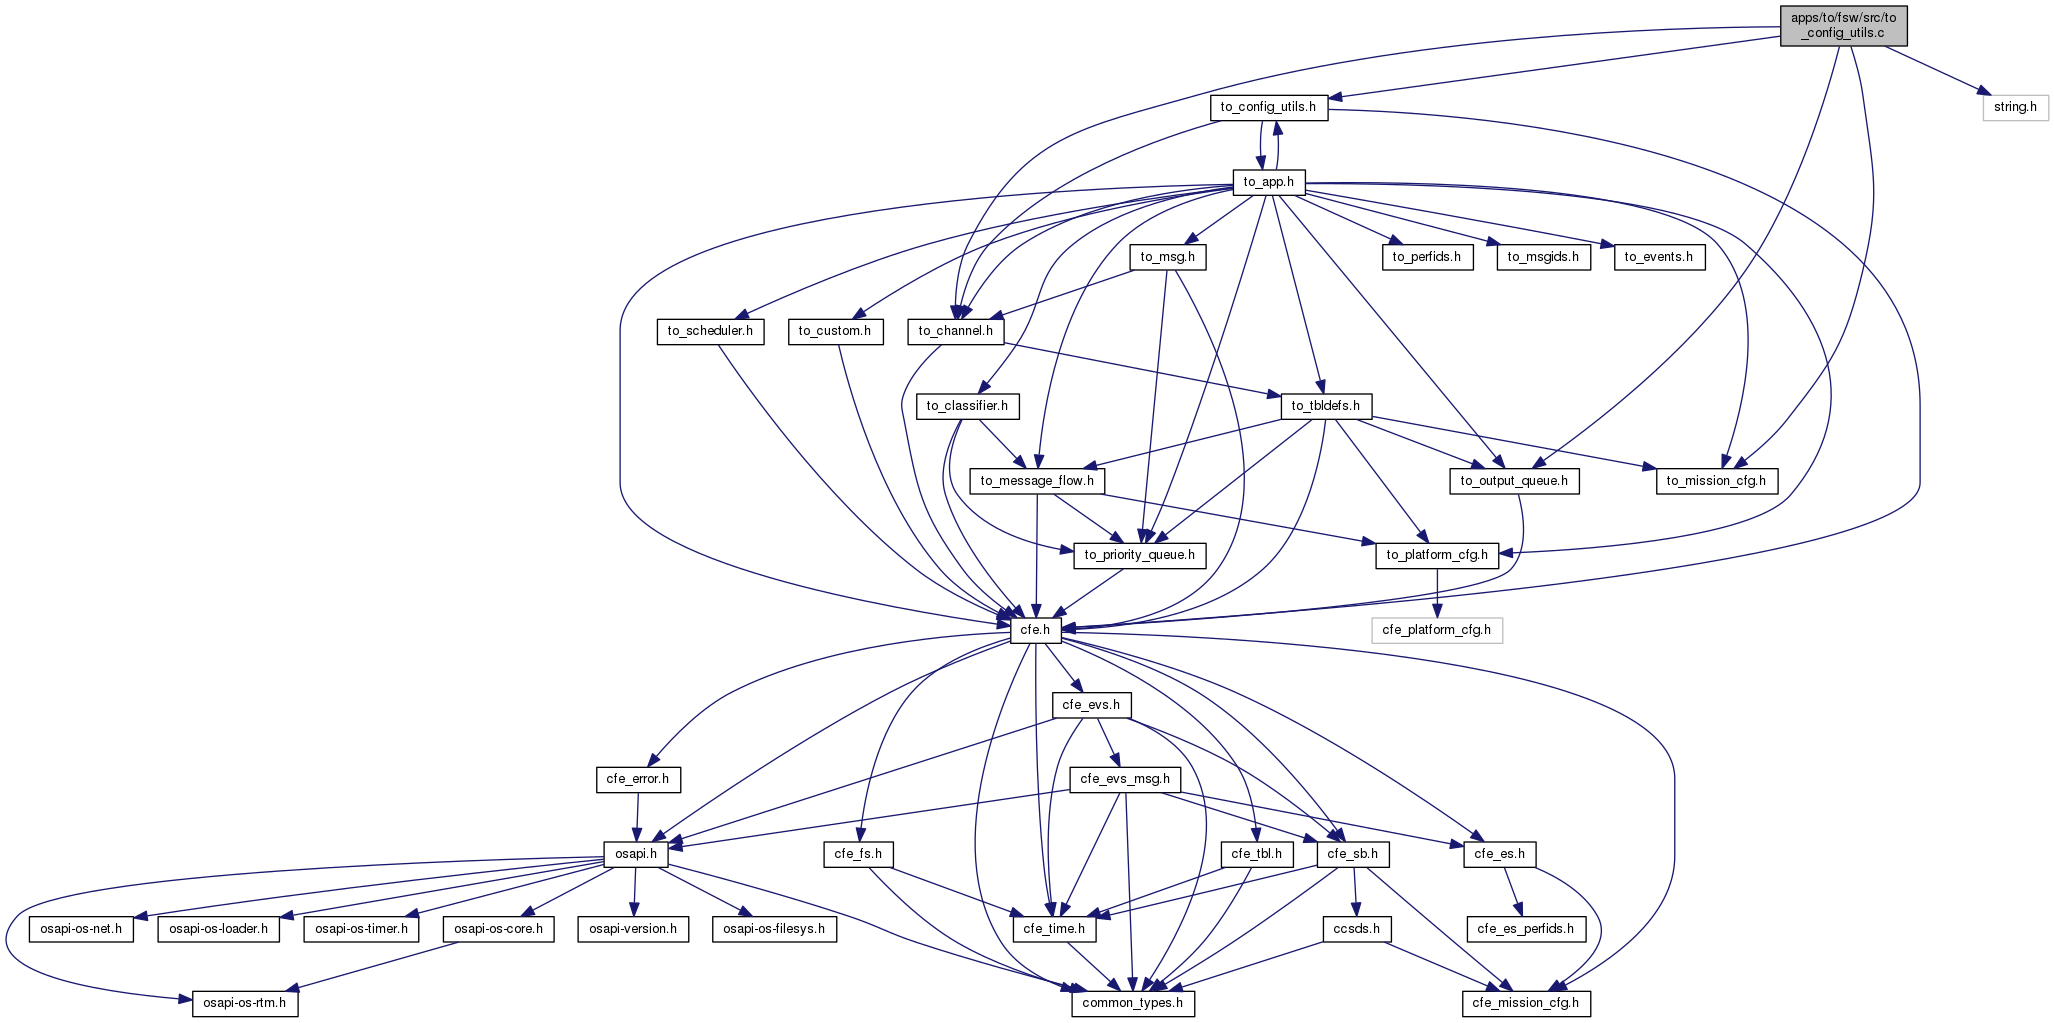 apps/to/fsw/src/to
_config_utils.c
to_config_utils.h
string.h
to_app.h
to_msg.h
to_perfids.h
to_msgids.h
to_events.h
to_scheduler.h
to_custom.h
to_channel.h
to_classifier.h
to_tbldefs.h
to_message_flow.h
to_output_queue.h
to_mission_cfg.h
to_priority_queue.h
to_platform_cfg.h
cfe.h
cfe_platform_cfg.h
cfe_evs.h
cfe_error.h
cfe_evs_msg.h
osapi.h
cfe_fs.h
cfe_tbl.h
cfe_sb.h
cfe_es.h
osapi-os-net.h
osapi-os-loader.h
osapi-os-timer.h
osapi-os-core.h
osapi-version.h
osapi-os-filesys.h
cfe_time.h
ccsds.h
cfe_es_perfids.h
osapi-os-rtm.h
common_types.h
cfe_mission_cfg.h